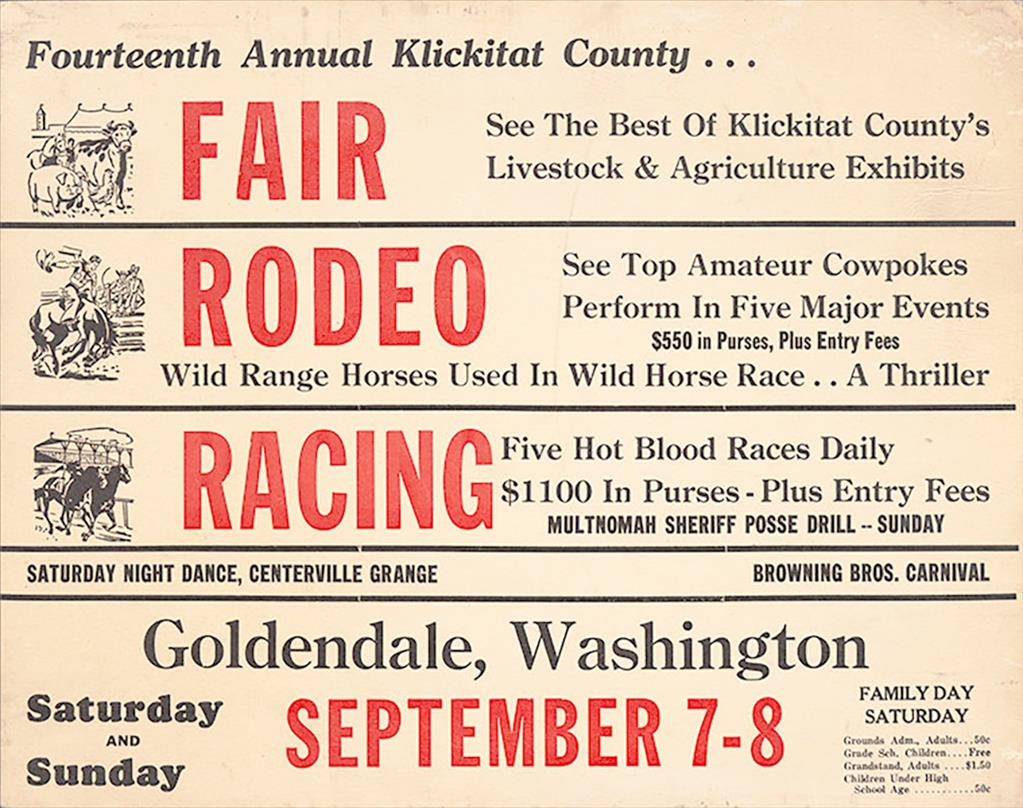 Fourteenth Annual Klickitat County . . .
FAIR
See The Best Of Klickitat County's
Livestock & Agriculture Exhibits
RODEO
See Top Amateur Cowpokes
Perform In Five Major Events
$550 in Purses, Plus Entry Fees
Wild Range Horses Used In Wild Horse Race . . A Thriller
RACING
Five Hot Blood Races Daily
$1100 In Purses - Plus Entry Fees
MULTNOMAH SHERIFF POSSE DRILL -- SUNDAY
SATURDAY NIGHT DANCE, CENTERVILLE GRANGE
BROWNING BROS. CARNIVAL
Goldendale, Washington
Saturday
AND
Sunday
SEPTEMBER 7-8
FAMILY DAY
SATURDAY
Grounds Adm., Adults...50c
Grade Sch. Children....Free
Grandstand, Adults ....$1.50
Children Under High
School Age ...........50c